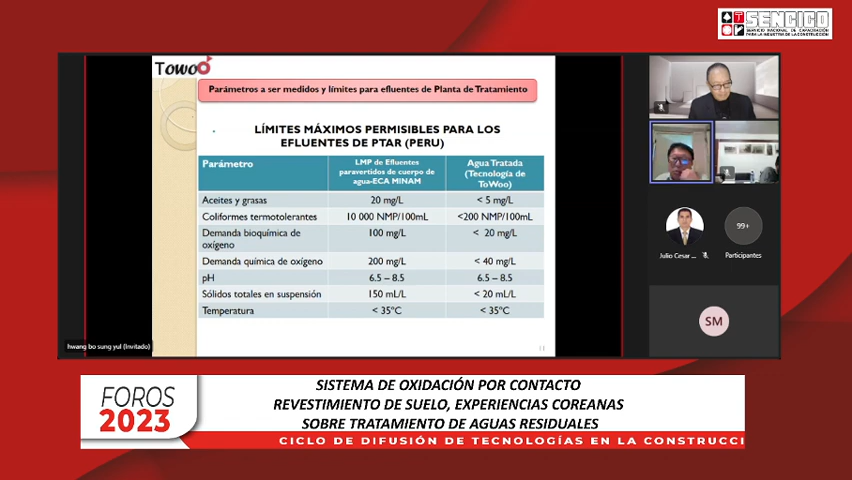 SENCICO
SERVICIO NACIONAL DE CAPACITACIÓN
PARA LA INDUSTRIA DE LA CONSTRUCCIÓN
Towoo
Parámetros a ser medidos y límites para efluentes de Planta de Tratamiento
LÍMITES MÁXIMOS PERMISIBLES PARA LOS
EFLUENTES DE PTAR (PERU)
Parámetro
LMP de Efluentes
paravertidos de cuerpo de
agua-ECA MINAM
Agua Tratada
(Tecnología de
ToWoo)
Aceites y grasas 20 mg/L < 5 mg/L
Coliformes termotolerantes 10 000 NMP/100mL <200 NMP/100mL
Demanda bioquímica de
oxígeno 100 mg/L < 20 mg/L
Demanda química de oxígeno 200 mg/L < 40 mg/L
pH 6.5 – 8.5 6.5 – 8.5
Sólidos totales en suspensión 150 mL/L < 20 mL/L
Temperatura < 35°C < 35°C
11
hwang bo sung yul (Invitado)
Julio Cesar ...
99+
Participantes
SM
FOROS
2023
SISTEMA DE OXIDACIÓN POR CONTACTO
REVESTIMIENTO DE SUELO, EXPERIENCIAS COREANAS
SOBRE TRATAMIENTO DE AGUAS RESIDUALES
CICLO DE DIFUSIÓN DE TECNOLOGÍAS EN LA CONSTRUCCI